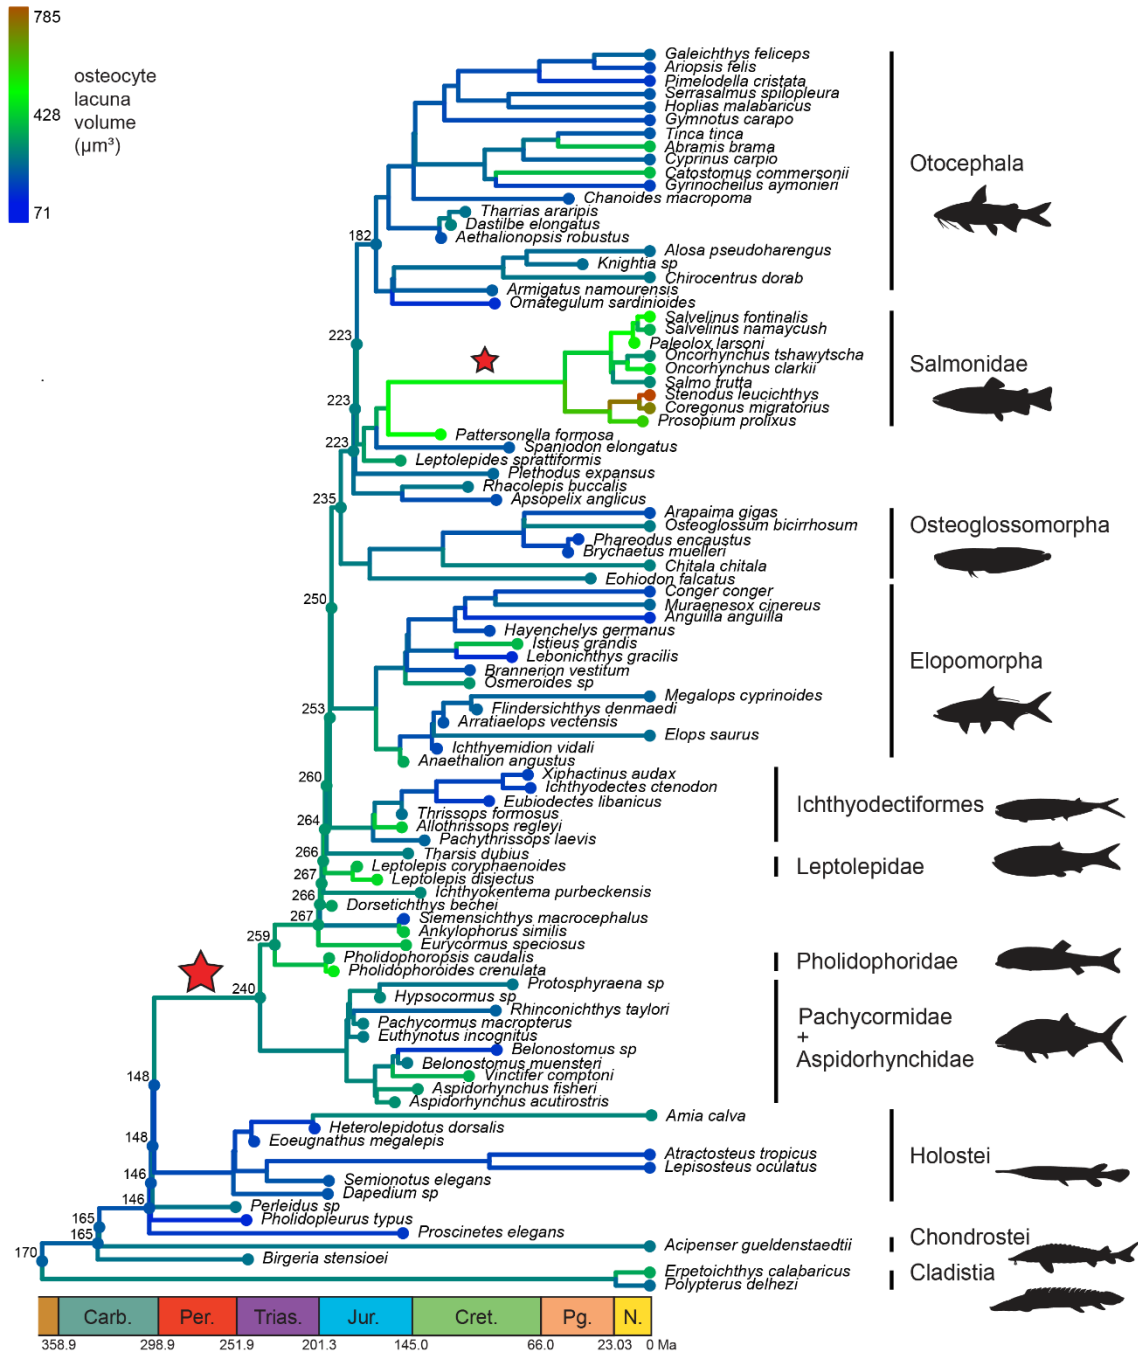 785
osteocyte
lacuna
428
volume
(µm³)
71
Galeichthys feliceps
Ariopsis felis
Pimelodella cristata
Serrasalmus spilopleura
Hoplias malabaricus
Gymnotus carapo
Tinca tinca
Abramis brama
Cyprinus carpio
Catostomus commersonii
Gyrinocheilus aymonieri
Chanoides macropoma
Tharrias araripis
Dastilbe elongatus
Aethalionopsis robustus
182
Alosa pseudoharengus
Knightia sp
Chirocentrus dorab
Armigatus namourensis
Ornategulum sardinioides
Otocephala
Salvelinus fontinalis
Salvelinus namaycush
223
Paleolox larsoni
Oncorhynchus tshawytscha
Oncorhynchus clarkii
Salmo trutta
Stenodus leucichthys
Coregonus migratorius
223
Prosopium prolixus
Salmonidae
Pattersonella formosa
223
Spaniodon elongatus
Leptolepides sprattiformis
Plethodus expansus
Rhacolepis buccalis
235
Apsopelix anglicus
Arapaima gigas
Osteoglossum bicirrhosum
Phareodus encaustus
Brychaetus muelleri
Chitala chitala
Eohiodon falcatus
Osteoglossomorpha
250
Conger conger
Muraenesox cinereus
Anguilla anguilla
Hayenchelys germanus
Istieus grandis
Lebonichthys gracilis
Brannerion vestitum
Osmeroides sp
253
Megalops cyprinoides
Flindersichthys denmaedi
Arratiaelops vectensis
Elops saurus
Ichthyemidion vidali
Anaethalion angustus
Elopomorpha
260
Xiphactinus audax
Ichthyodectes ctenodon
Eubiodectes libanicus
Thrissops formosus
264
Allothrissops regleyi
Pachythrissops laevis
Ichthyodectiformes
266
Tharsis dubius
Leptolepis coryphaenoides
267
Leptolepis disjectus
Leptolepidae
266
Ichthyokentema purbeckensis
Dorsetichthys bechei
267
Siemensichthys macrocephalus
Ankylophorus similis
259
Eurycormus speciosus
Pholidophoropsis caudalis
Pholidophoroides crenulata
Pholidophoridae
240
Protosphyraena sp
Hypsocormus sp
Rhinconichthys taylori
Pachycormus macropterus
Euthynotus incognitus
Belonostomus sp
Belonostomus muensteri
Vinctifer comptoni
Aspidorhynchus fisheri
Aspidorhynchus acutirostris
Pachycormidae
+
Aspidorhynchidae
148
Amia calva
148
Heterolepidotus dorsalis
Eoeugnathus megalepis
Atractosteus tropicus
Lepisosteus oculatus
146
Semionotus elegans
Dapedium sp
Holostei
146
Perleidus sp
165
Pholidopleurus typus
165
Proscinetes elegans
170
Acipenser gueldenstaedtii
Birgeria stensioei
Chondrostei
Erpetoichthys calabaricus
Polypterus delhezi
Cladistia
Carb. Per. Trias. Jur. Cret. Pg. N.
358.9 298.9 251.9 201.3 145.0 66.0 23.03 0 Ma